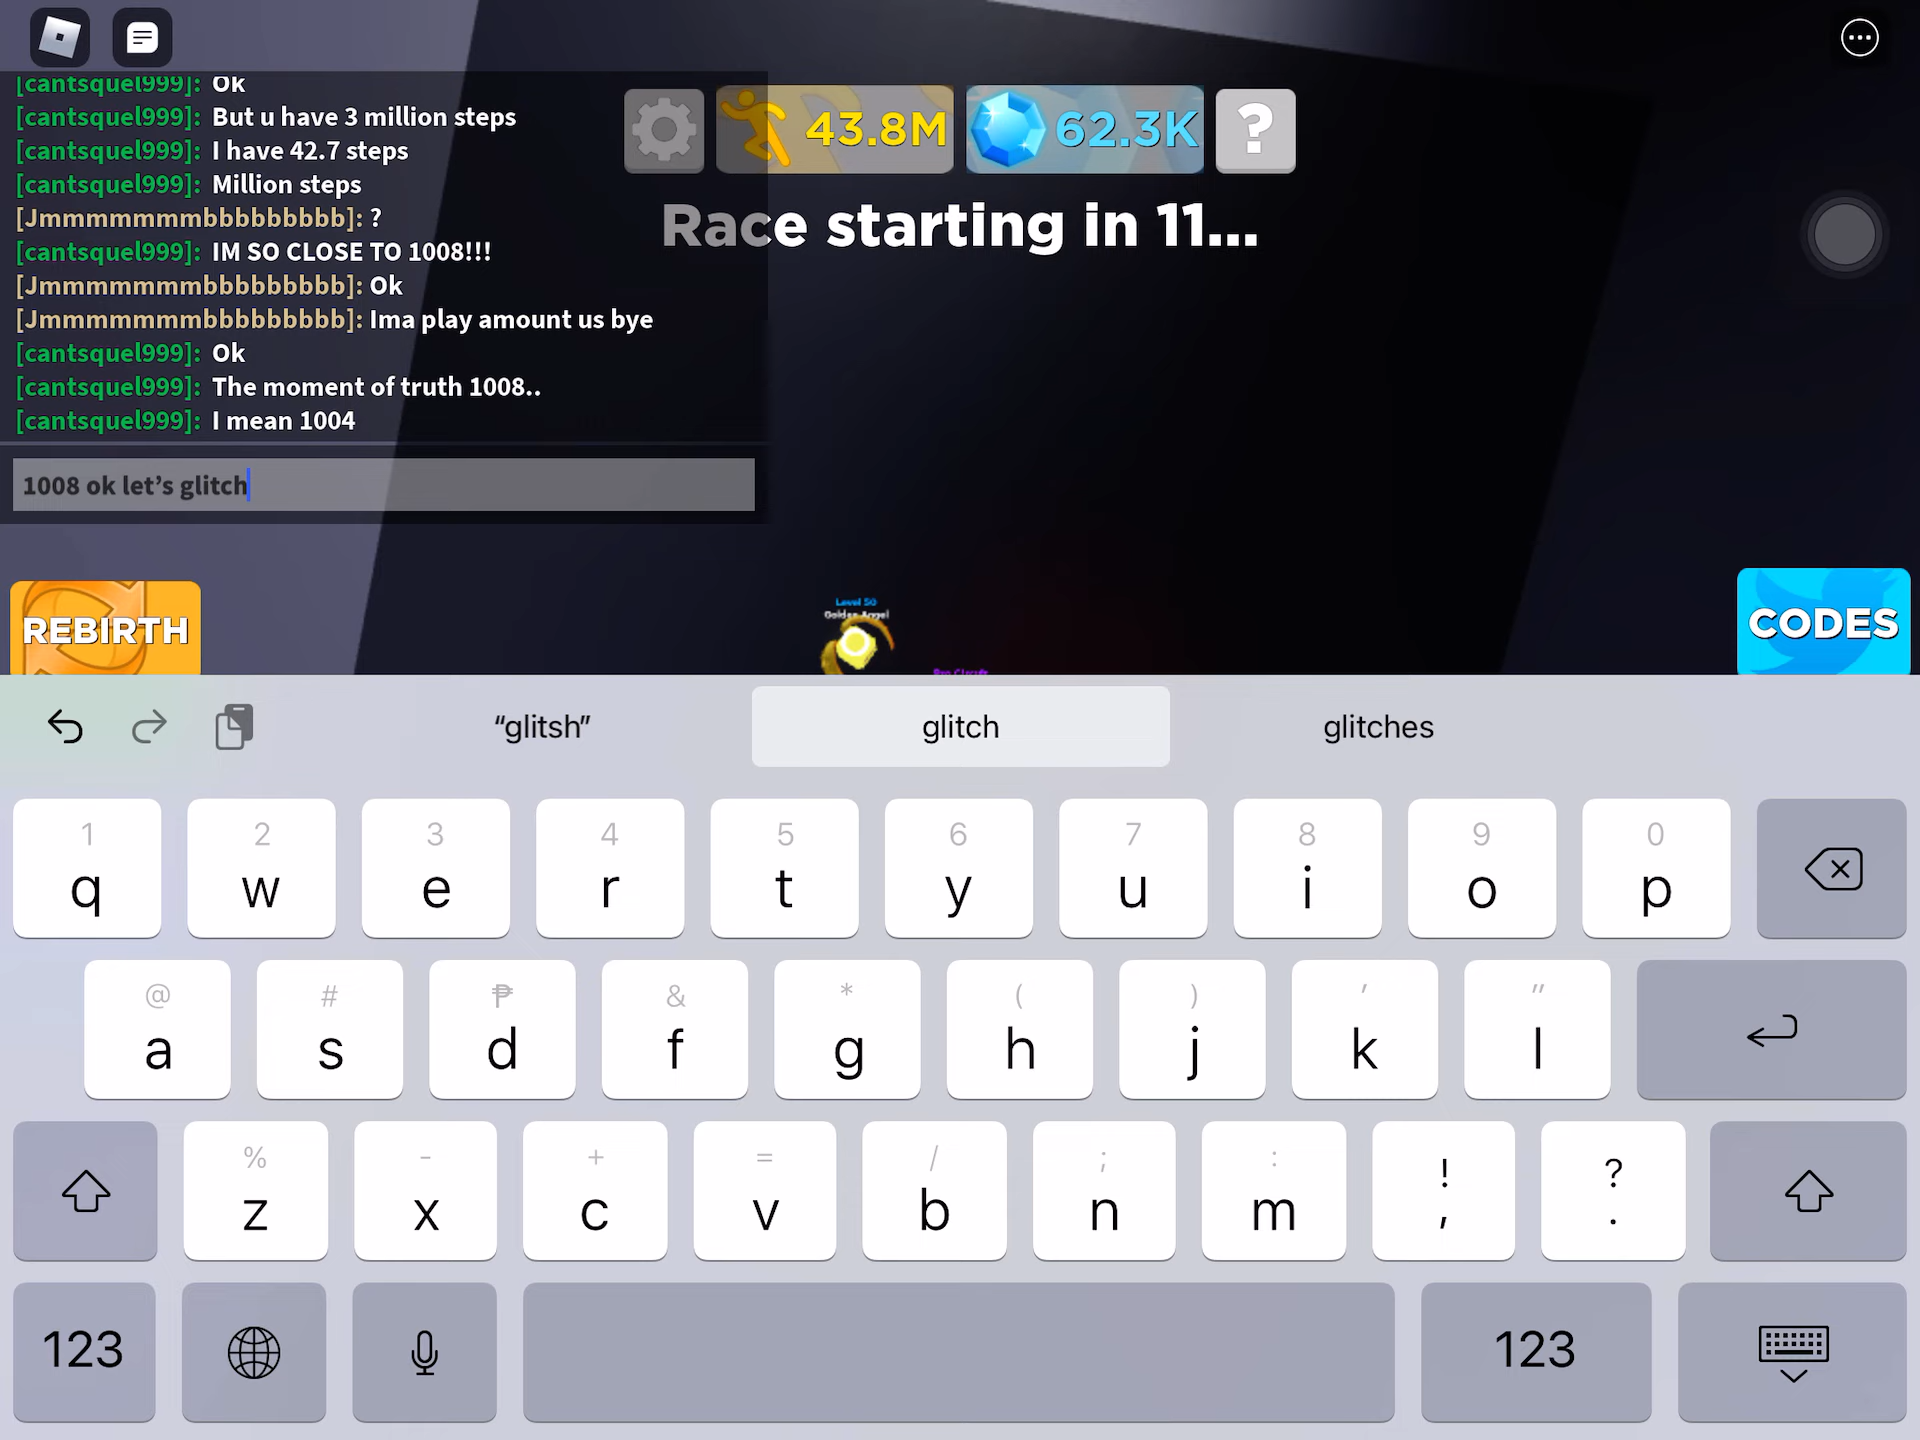 [cantsquel999]: Ok
[cantsquel999]: But u have 3 million steps
[cantsquel999]: I have 42.7 steps
[cantsquel999]: Million steps
[Jmmmmmmmbbbbbbbbb]: ?
[cantsquel999]: IM SO CLOSE TO 1008!!!
[Jmmmmmmmbbbbbbbbb]: Ok
[Jmmmmmmmbbbbbbbbb]: Ima play amount us bye
[cantsquel999]: Ok
[cantsquel999]: The moment of truth 1008..
[cantsquel999]: I mean 1004
1008 ok let’s glitch
43.8M 62.3K ?
Race starting in 11...
REBIRTH
CODES
Level 50
Golden Angel
“glitsh” glitch glitches
1 2 3 4 5 6 7 8 9 0
q w e r t y u i o p
@ # ₱ & * ( ) ' "
a s d f g h j k l
% - + = / ; : ! ?
z x c v b n m , .
123 123